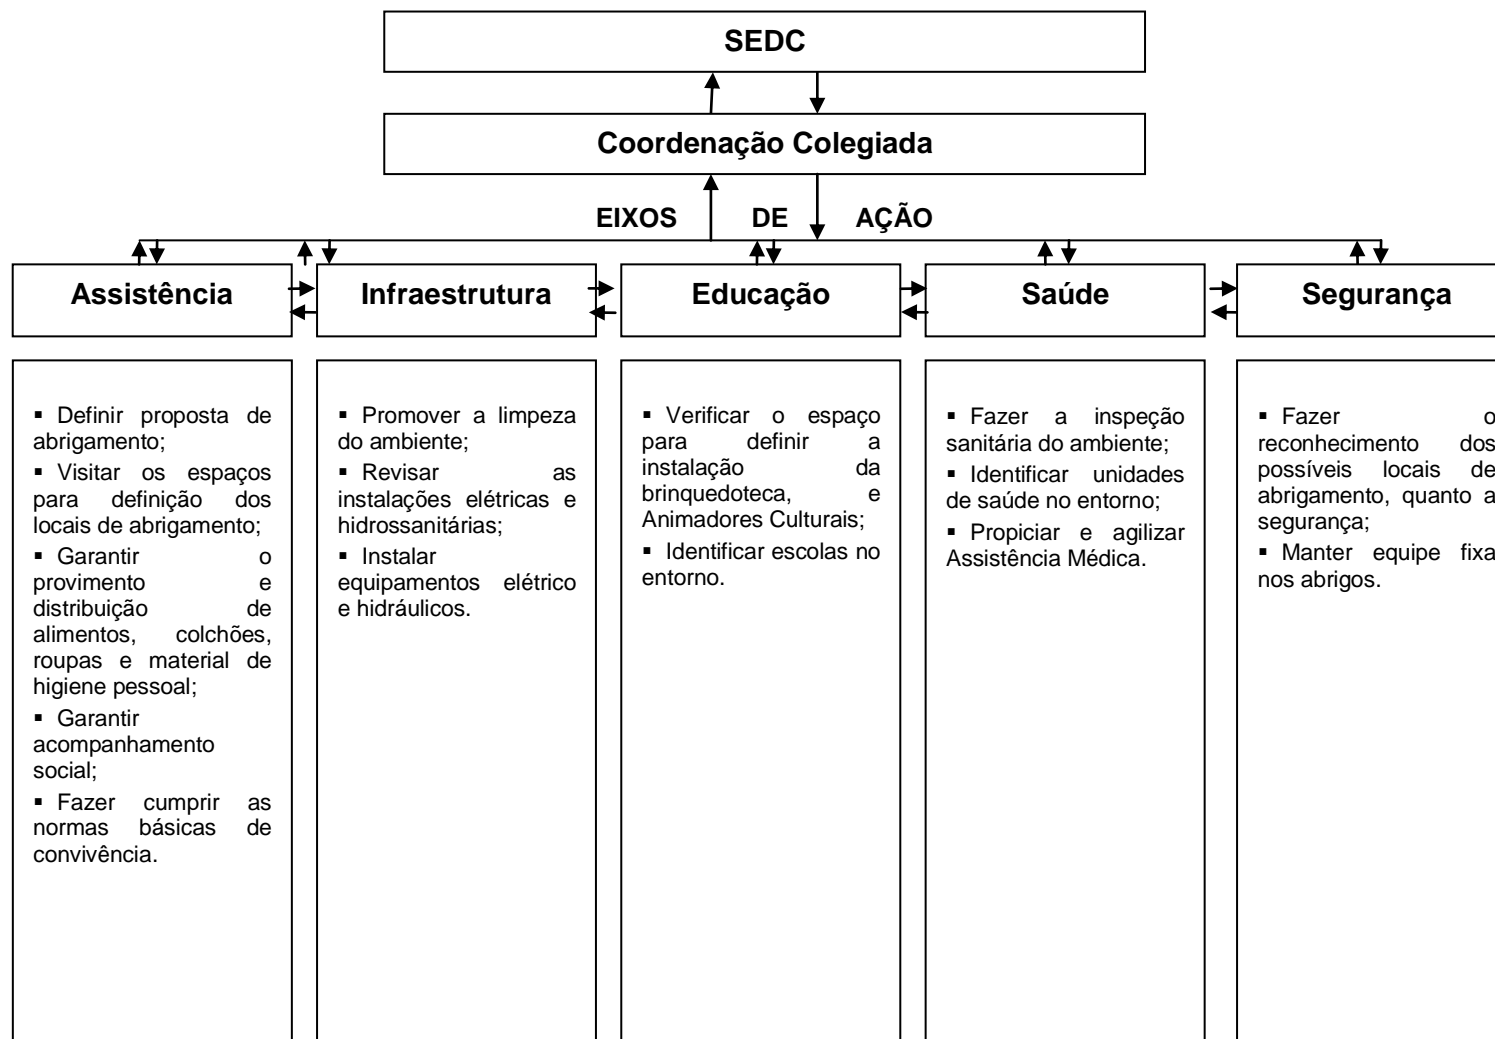 SEDC
Coordenação Colegiada
EIXOS DE AÇÃO
Assistência
Infraestrutura
Educação
Saúde
Segurança
▪ Definir proposta de
abrigamento;
▪ Visitar os espaços
para definição dos
locais de abrigamento;
▪ Garantir o
provimento e
distribuição de
alimentos, colchões,
roupas e material de
higiene pessoal;
▪ Garantir
acompanhamento
social;
▪ Fazer cumprir as
normas básicas de
convivência.
▪ Promover a limpeza
do ambiente;
▪ Revisar as
instalações elétricas e
hidrossanitárias;
▪ Instalar
equipamentos elétrico
e hidráulicos.
▪ Verificar o espaço
para definir a
instalação da
brinquedoteca, e
Animadores Culturais;
▪ Identificar escolas no
entorno.
▪ Fazer a inspeção
sanitária do ambiente;
▪ Identificar unidades
de saúde no entorno;
▪ Propiciar e agilizar
Assistência Médica.
▪ Fazer o
reconhecimento dos
possíveis locais de
abrigamento, quanto a
segurança;
▪ Manter equipe fixa
nos abrigos.